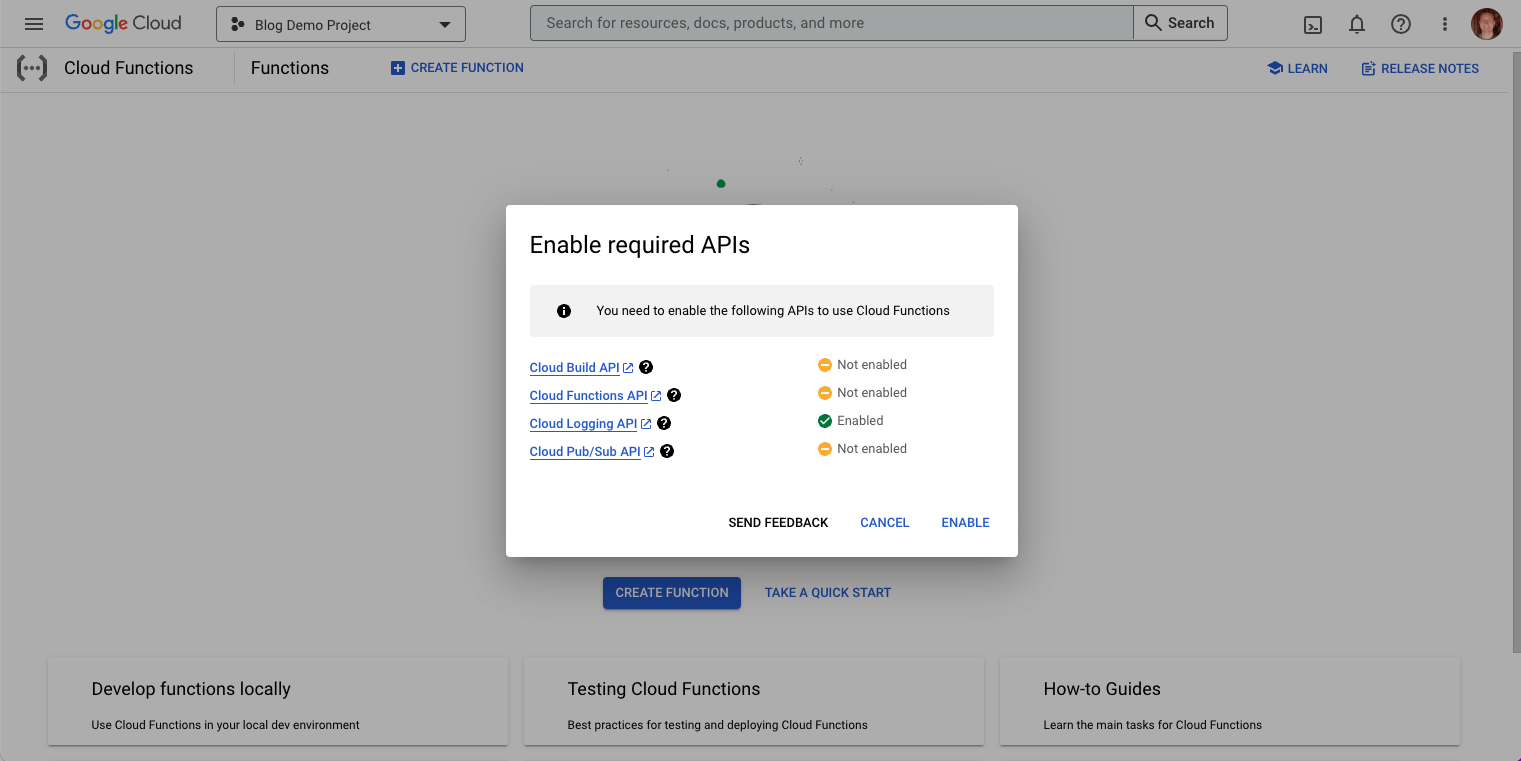 Google Cloud
Blog Demo Project
Search for resources, docs, products, and more
Search
Cloud Functions
Functions
CREATE FUNCTION
LEARN
RELEASE NOTES
Enable required APIs
You need to enable the following APIs to use Cloud Functions
Cloud Build API Not enabled
Cloud Functions API Not enabled
Cloud Logging API Enabled
Cloud Pub/Sub API Not enabled
SEND FEEDBACK CANCEL ENABLE
CREATE FUNCTION TAKE A QUICK START
Develop functions locally
Use Cloud Functions in your local dev environment
Testing Cloud Functions
Best practices for testing and deploying Cloud Functions
How-to Guides
Learn the main tasks for Cloud Functions